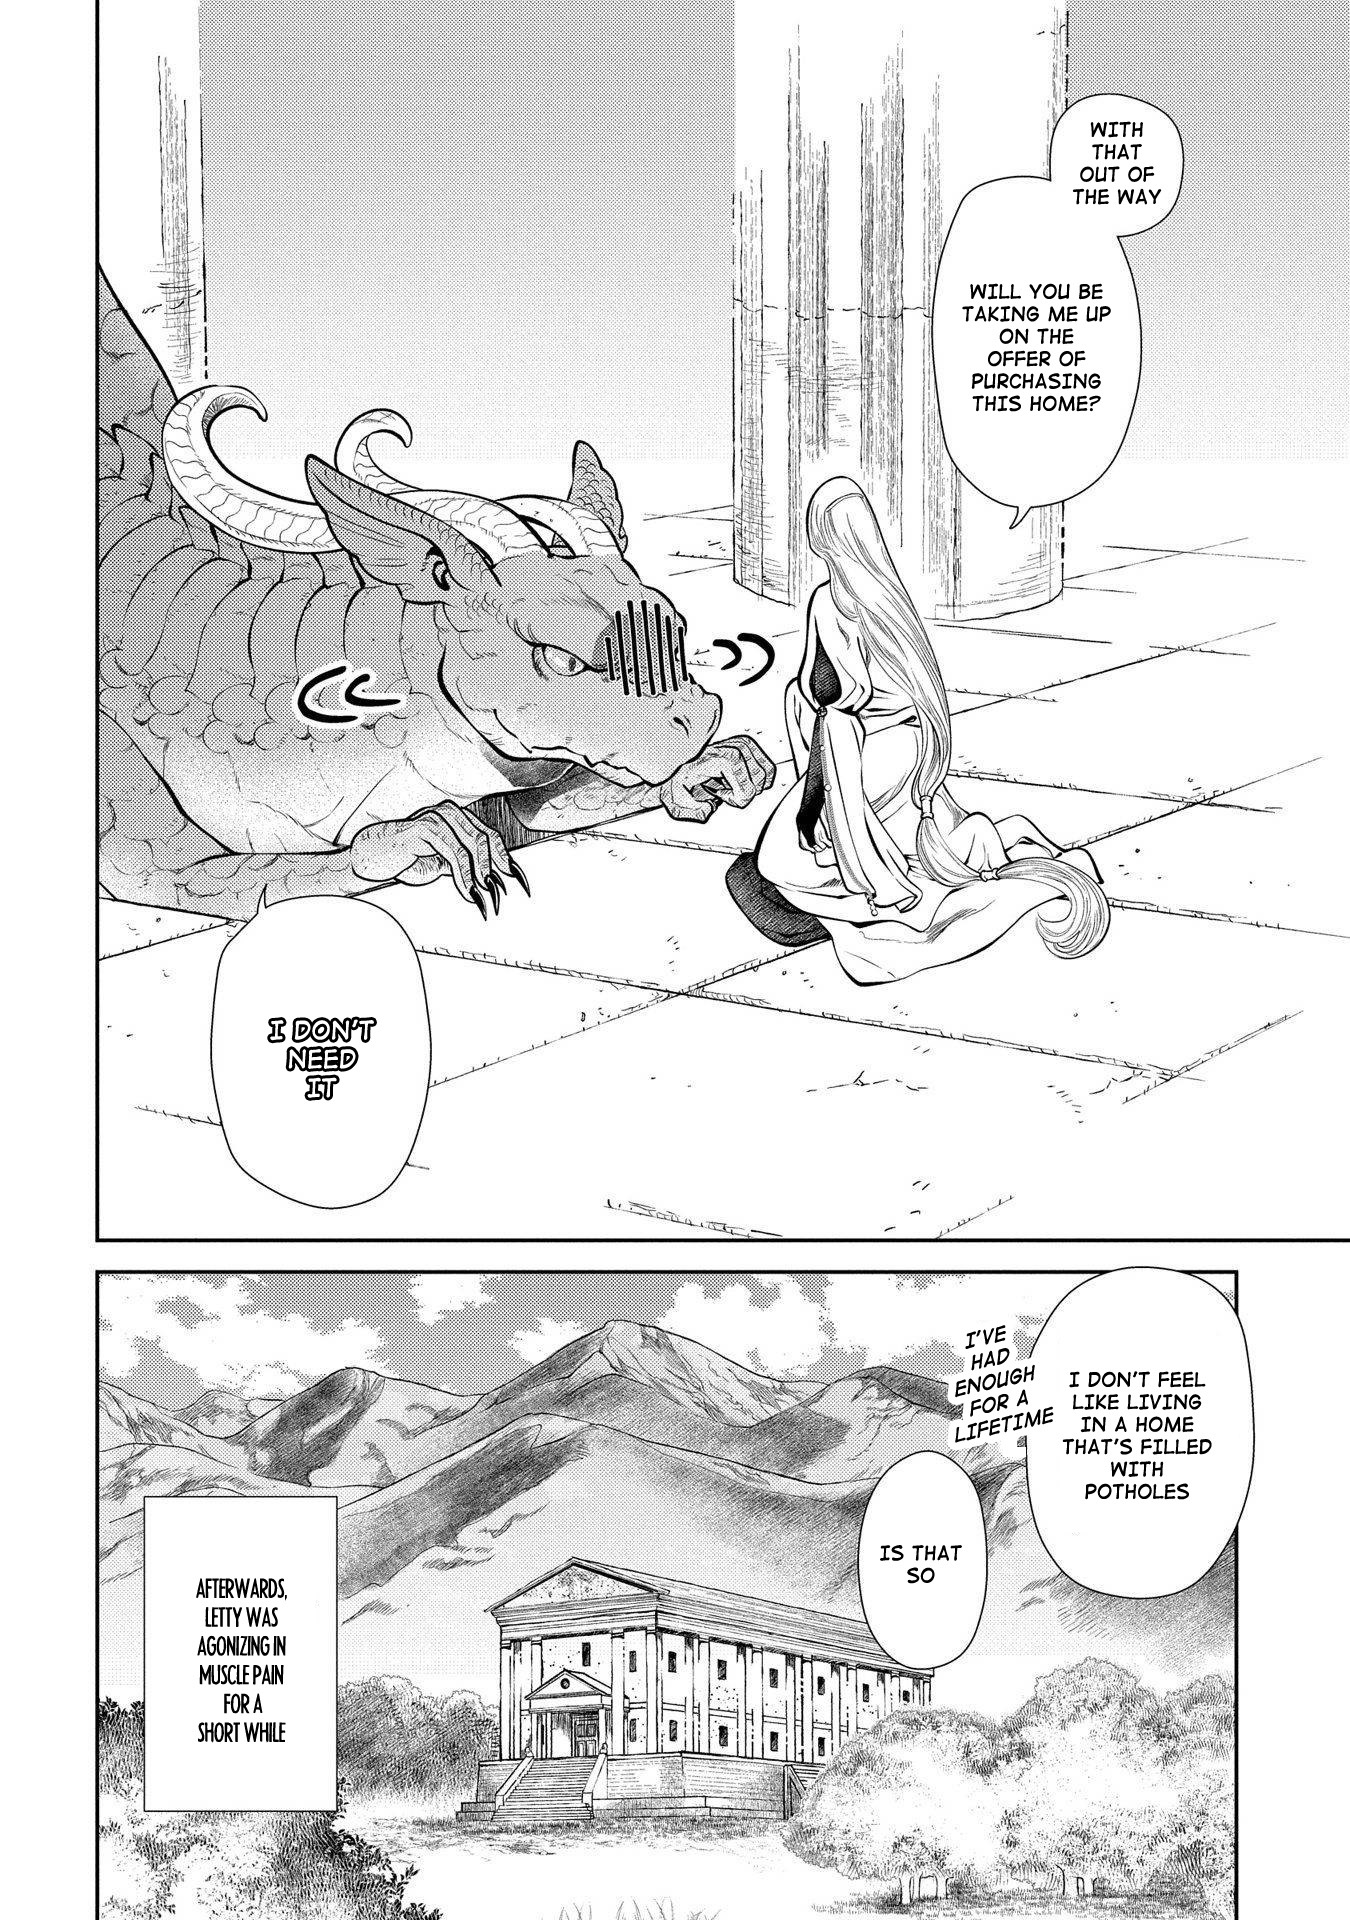 WITH
THAT
OUT OF
THE WAY
WILL YOU BE
TAKING ME UP
ON THE
OFFER OF
PURCHASING
THIS HOME?
I DON'T
NEED
IT
I DON'T FEEL
LIKE LIVING
IN A HOME
THAT'S FILLED
WITH
POTHOLES
I'VE
HAD
ENOUGH
FOR A
LIFETIME
IS THAT
SO
AFTERWARDS,
LETTY WAS
AGONIZING IN
MUSCLE PAIN
FOR A
SHORT WHILE